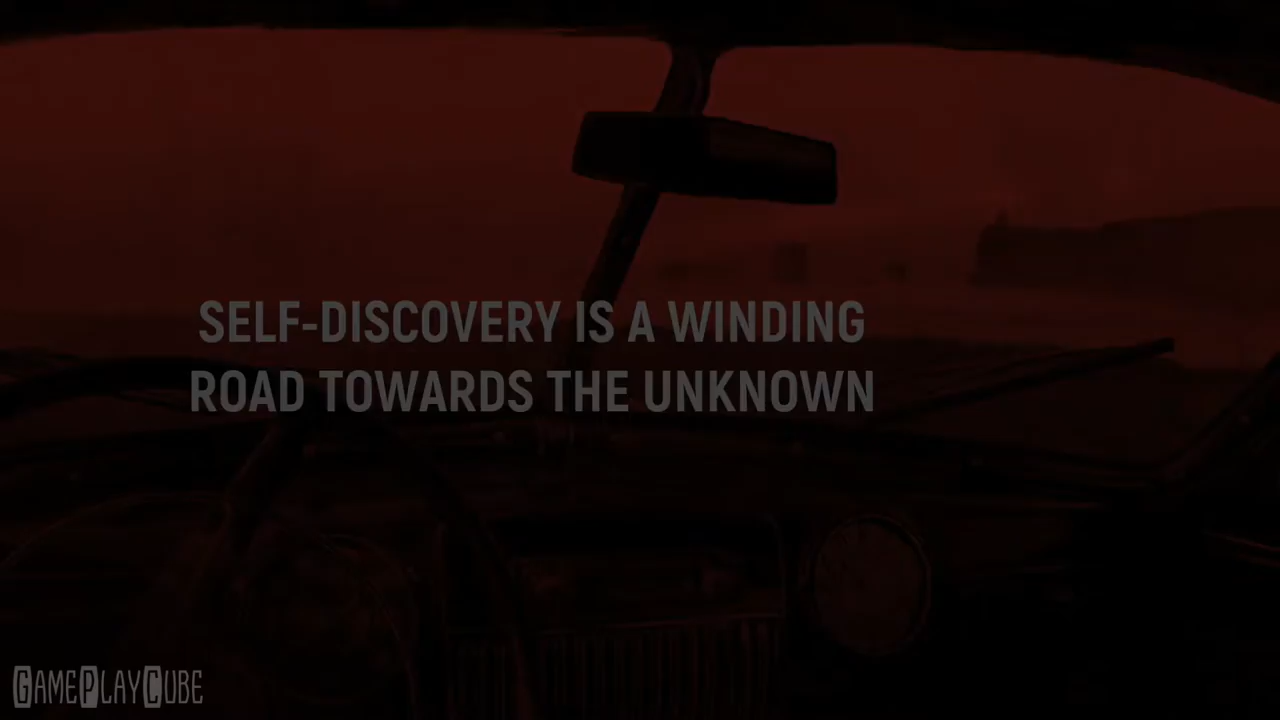 SELF-DISCOVERY IS A WINDING
ROAD TOWARDS THE UNKNOWN
GAMEPLAYCUBE